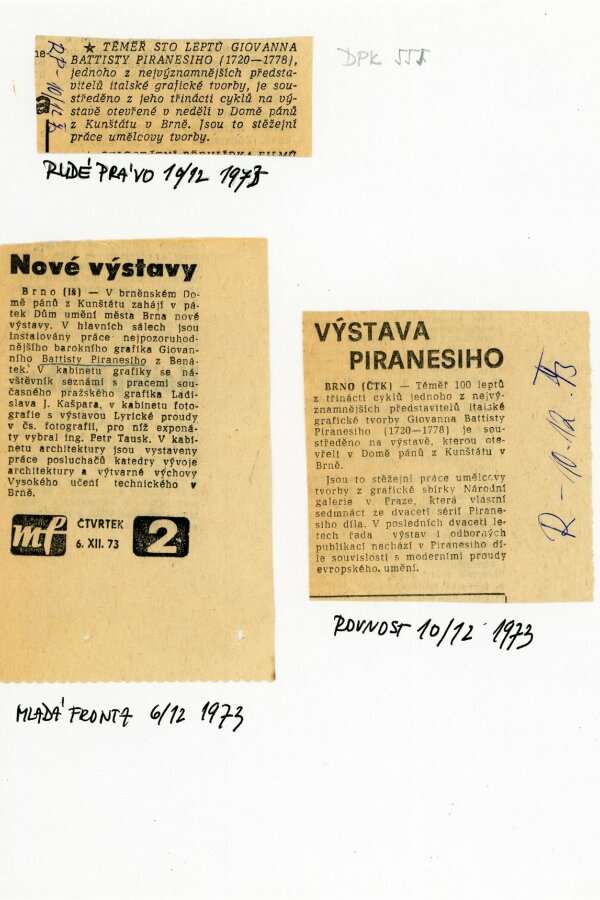 ★ TÉMĚŘ STO LEPTŮ GIOVANNA
BATTISTY PIRANESIHO (1720—1778),
jednoho z nejvýznamnějších předsta-
vitelů italské grafické tvorby, je sou-
středěno z jeho třinácti cyklů na vý-
stavě otevřené v neděli v Domě pánů
z Kunštátu v Brně. Jsou to stěžejní
práce umělcovy tvorby.
RP - 10/12
DPK
RUDÉ PRÁVO 10/12 1973
Nové výstavy
Brno (lš) — V brněnském Do-
mě pánů z Kunštátu zahájí v pá-
tek Dům umění města Brna nové
výstavy. V hlavních sálech jsou
instalovány práce nejpozoruhod-
nějšího barokního grafika Giovan-
niho Battisty Piranesiho z Bená-
tek. V kabinetu grafiky se ná-
vštěvník seznámí s pracemi sou-
časného pražského grafika Ladi-
slava J. Kašpara, v kabinetu foto-
grafie s výstavou Lyrické proudy
v čs. fotografii, pro níž exponá-
ty vybral ing. Petr Tausk. V kabi-
netu architektury jsou vystaveny
práce posluchačů katedry vývoje
architektury a výtvarné výchovy
Vysokého učení technického v
Brně.
mf ČTVRTEK
6. XII. 73
2
MLADÁ FRONTA 6/12 1973
VÝSTAVA
PIRANESIHO
BRNO (ČTK) — Téměř 100 leptů
z třinácti cyklů jednoho z nejvý-
znamnějších představitelů italské
grafické tvorby Giovanna Battisty
Piranesiho (1720—1778) je sou-
středěno na výstavě, kterou ote-
vřeli v Domě pánů z Kunštátu v
Brně.
Jsou to stěžejní práce umělcovy
tvorby z grafické sbírky Národní
galerie v Praze, která vlastní
sedmnáct ze dvaceti sérií Pirane-
siho díla. V posledních dvaceti le-
tech řada výstav i odborných
publikací nachází v Piranesiho dí-
le souvislosti s moderními proudy
evropského umění.
R - 10.12.73
ROVNOST 10/12 1973